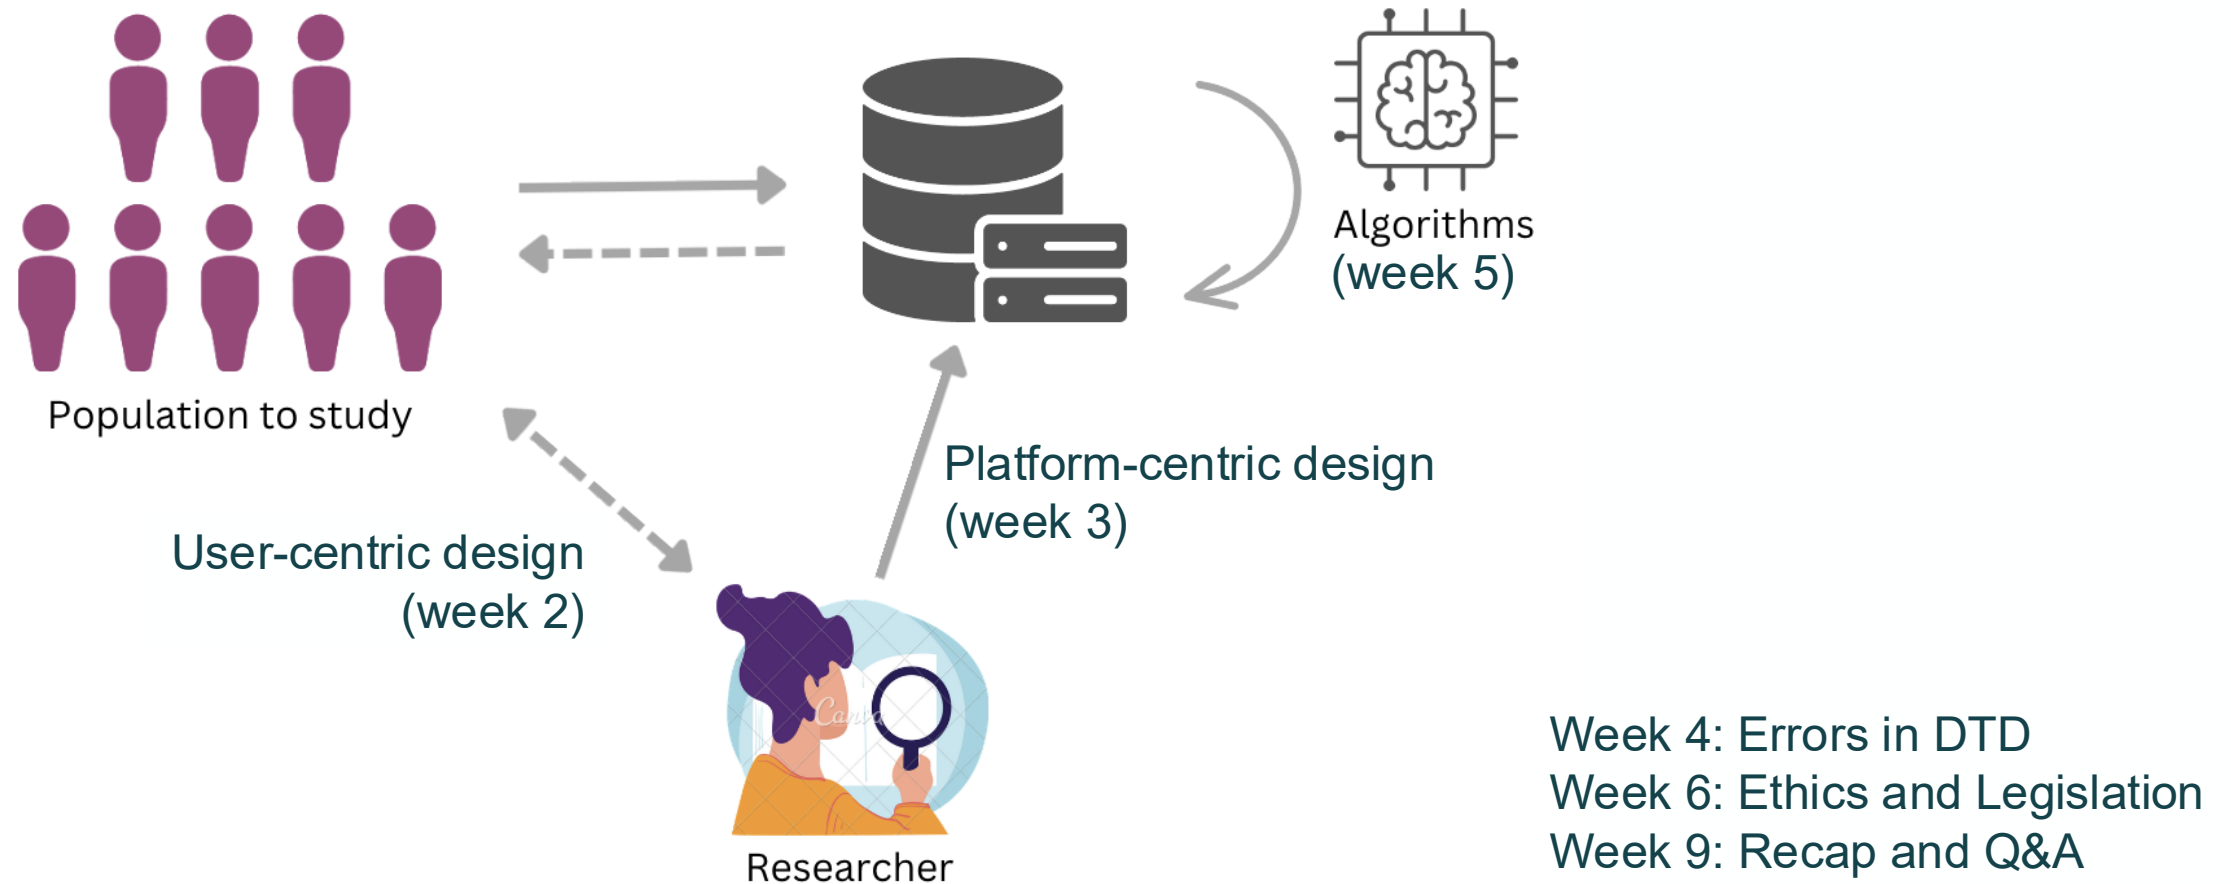 Algorithms
(week 5)
Population to study
Platform-centric design
(week 3)
User-centric design
(week 2)
Canva
Researcher
Week 4: Errors in DTD
Week 6: Ethics and Legislation
Week 9: Recap and Q&A